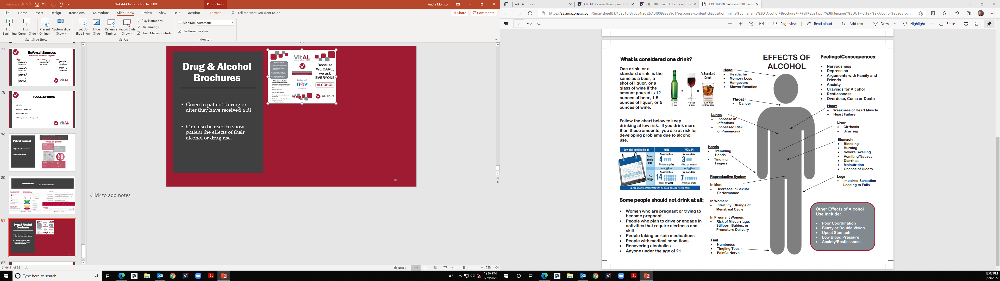 AutoSave Off
WA AAA Introduction to SBIRT
Picture Tools
Audra Morrison
File Home Insert Design Transitions Animations Slide Show Review View Help Acrobat Format Tell me what you want to do
Share Comments
From Beginning
From Current Slide
Present Online
Custom Slide Show
Set Up Slide Show
Hide Slide
Rehearse Timings
Record Slide Show
Play Narrations
Use Timings
Show Media Controls
Monitor: Automatic
Use Presenter View
Start Slide Show
Set Up
Monitors
77
Referral Sources
Residential Treatment Programs
VitAL
78
TOOLS & FORMS
• PHQ
• Patient Handout
• Pocket Card
• Drug/Alcohol Pamphlets
VitAL
79
Patient Handout
SBIRT
80
Pocket Card
81
Drug & Alcohol
Brochures
82
Drug & Alcohol
Brochures
• Given to patient during or
after they have received a BI
• Can also be used to show
patient the effects of their
alcohol or drug use.
Did you know?
What to expect when
cutting back or quitting:
VitAL
Follow us!
Because
WE CARE,
we ask
EVERYONE
ALCOHOL
al-sbirt
81
Click to add notes
Slide 81 of 82
Notes
75%
Type here to search
12:07 PM
3/29/2022
A Course
(3) LMS Course Development - S
(3) SBIRT Health Education - Sma
13931bf878c54f26a2c13f809aea
https://s3.amazonaws.com/SmartsheetB1/13931bf878c54f26a2c13f809aeaa9d1?response-content-disposition=inline%3Bfilename%3D"Alcohol+Brochure+-+Fall+2021.pdf"%3Bfilename*%3DUTF-8%27%27Alcohol%2520Broch...
2 of 2
Page view
Read aloud
Add text
Draw
Highlight
Erase
What is considered one drink?
One drink, or a
standard drink, is the
same as a beer, a
shot of liquor, or a
glass of wine if the
amount poured is 12
ounces of beer, 1.5
ounces of liquor, or 5
ounces of wine.
A Standard
Drink
=
=
12 fl oz
of beer
4-5 fl oz
of wine
1.5 fl oz of
80 proof liquor
Follow the chart below to keep
drinking at low risk. If you drink more
than these amounts, you are at risk for
developing problems due to alcohol
use.
Low-risk drinking limits MEN WOMEN
On any
single
DAY
No more than
4
drinks on any day
No more than
3
drinks on any day
** AND **
** AND **
Per
WEEK
No more than
14
drinks per week
No more than
7
drinks per week
To stay low risk, keep within BOTH the single-day AND weekly limits.
Some people should not drink at all:
• Women who are pregnant or trying to
become pregnant
• People who plan to drive or engage in
activities that require alertness and
skill
• People taking certain medications
• People with medical conditions
• Recovering alcoholics
• Anyone under the age of 21
EFFECTS OF
ALCOHOL
Head
• Headache
• Memory Loss
• Hangovers
• Slower Reaction
Throat
• Cancer
Lungs
• Increase in
Infections
• Increased Risk
of Pneumonia
Hands
• Trembling
Hands
• Tingling
Fingers
Reproductive System
In Men:
• Decrease in Sexual
Performance
In Women:
• Infertility, Change of
Menstrual Cycle
In Pregnant Women:
• Risk of Miscarriage,
Stillborn Babies, or
Premature Delivery
Feet
• Numbness
• Tingling Toes
• Painful Nerves
Feelings/Consequences:
• Nervousness
• Depression
• Arguments with Family and
Friends
• Anxiety
• Cravings for Alcohol
• Restlessness
• Overdose, Coma or Death
Heart
• Weakness of Heart Muscle
• Heart Failure
Liver
• Cirrhosis
• Scarring
Stomach
• Bleeding
• Burning
• Severe Swelling
• Vomiting/Nausea
• Diarrhea
• Malnutrition
• Chance of Ulcers
Legs
• Impaired Sensation
Leading to Falls
Other Effects of Alcohol
Use Include:
• Poor Coordination
• Blurry or Double Vision
• Upset Stomach
• Low Blood Pressure
• Anxiety/Restlessness
12:07 PM
3/29/2022